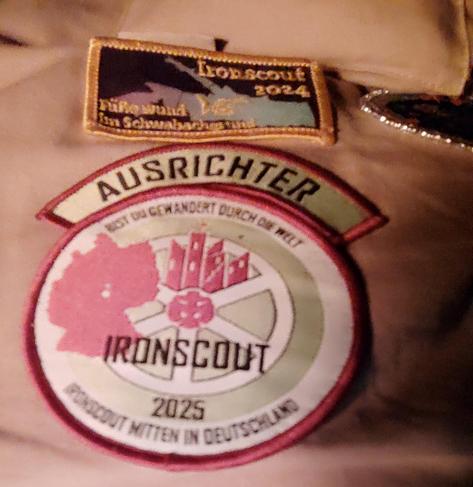 Ironscout
2024
Füße wund
im Schwabachgrund
AUSRICHTER
BIST DU GEWANDERT DURCH DIE WELT
IRONSCOUT
2025
IRONSCOUT MITTEN IN DEUTSCHLAND